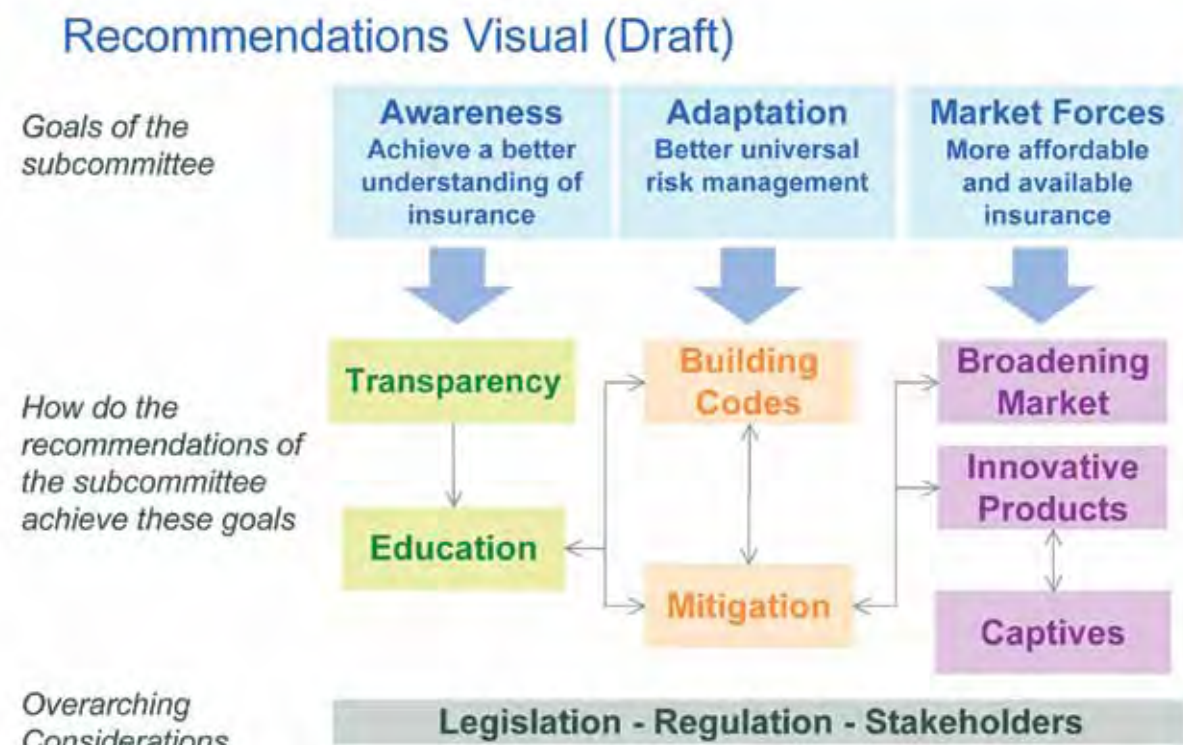 Recommendations Visual (Draft)
Goals of the
subcommittee
Awareness
Achieve a better
understanding of
insurance
Adaptation
Better universal
risk management
Market Forces
More affordable
and available
insurance
How do the
recommendations of
the subcommittee
achieve these goals
Transparency
Education
Building
Codes
Mitigation
Broadening
Market
Innovative
Products
Captives
Overarching
Considerations
Legislation - Regulation - Stakeholders